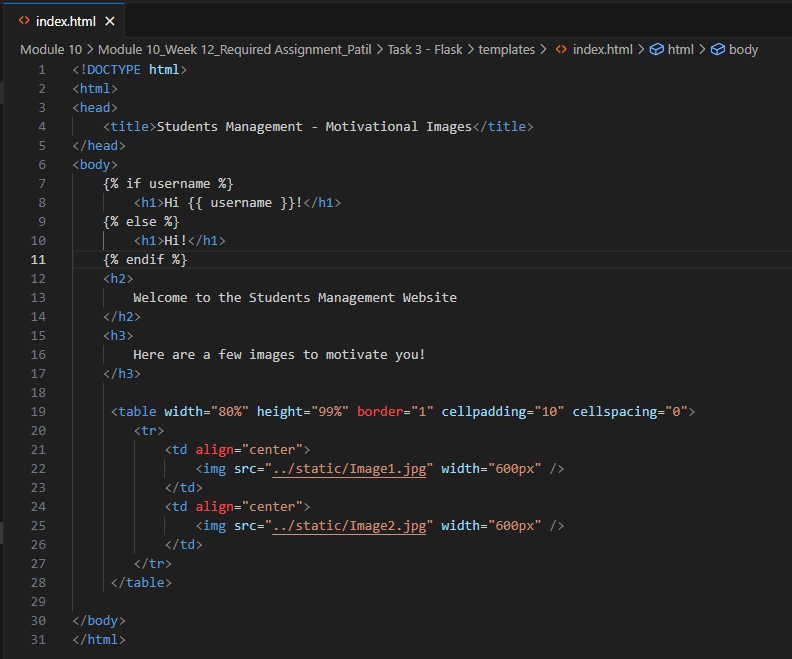 index.html
Module 10 > Module 10_Week 12_Required Assignment_Patil > Task 3 - Flask > templates > index.html > html > body
1 <!DOCTYPE html>
2 <html>
3 <head>
4     <title>Students Management - Motivational Images</title>
5 </head>
6 <body>
7     {% if username %}
8         <h1>Hi {{ username }}!</h1>
9     {% else %}
10         <h1>Hi!</h1>
11     {% endif %}
12     <h2>
13         Welcome to the Students Management Website
14     </h2>
15     <h3>
16         Here are a few images to motivate you!
17     </h3>
18
19      <table width="80%" height="99%" border="1" cellpadding="10" cellspacing="0">
20         <tr>
21             <td align="center">
22                 <img src="../static/Image1.jpg" width="600px" />
23             </td>
24             <td align="center">
25                 <img src="../static/Image2.jpg" width="600px" />
26             </td>
27         </tr>
28      </table>
29
30 </body>
31 </html>